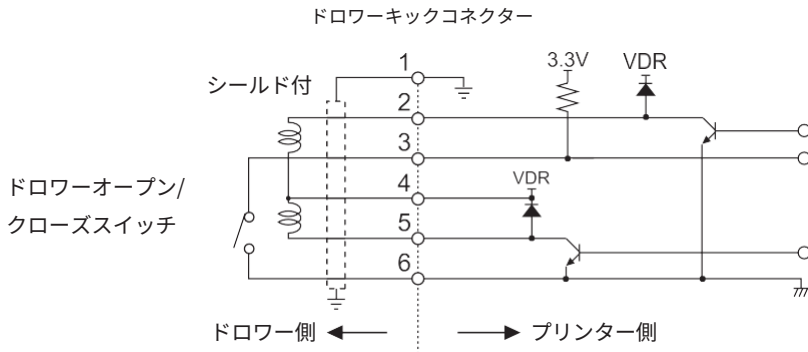 ドロワーキックコネクター
シールド付
1
3.3V
VDR
2
3
ドロワーオープン/
クローズスイッチ
4
VDR
5
6
ドロワー側
プリンター側